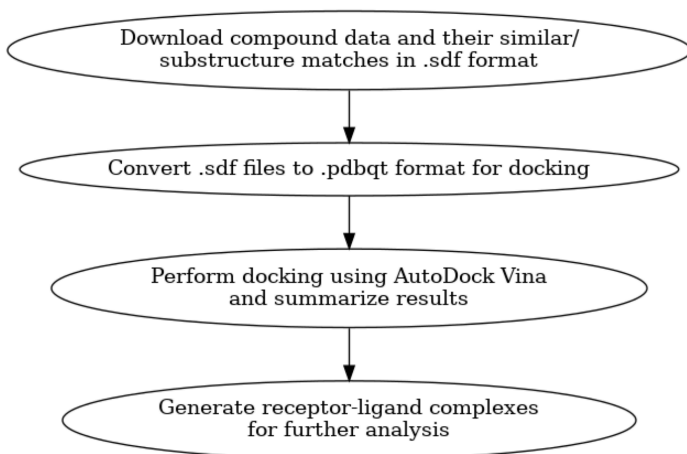 Download compound data and their similar/
substructure matches in .sdf format
Convert .sdf files to .pdbqt format for docking
Perform docking using AutoDock Vina
and summarize results
Generate receptor-ligand complexes
for further analysis